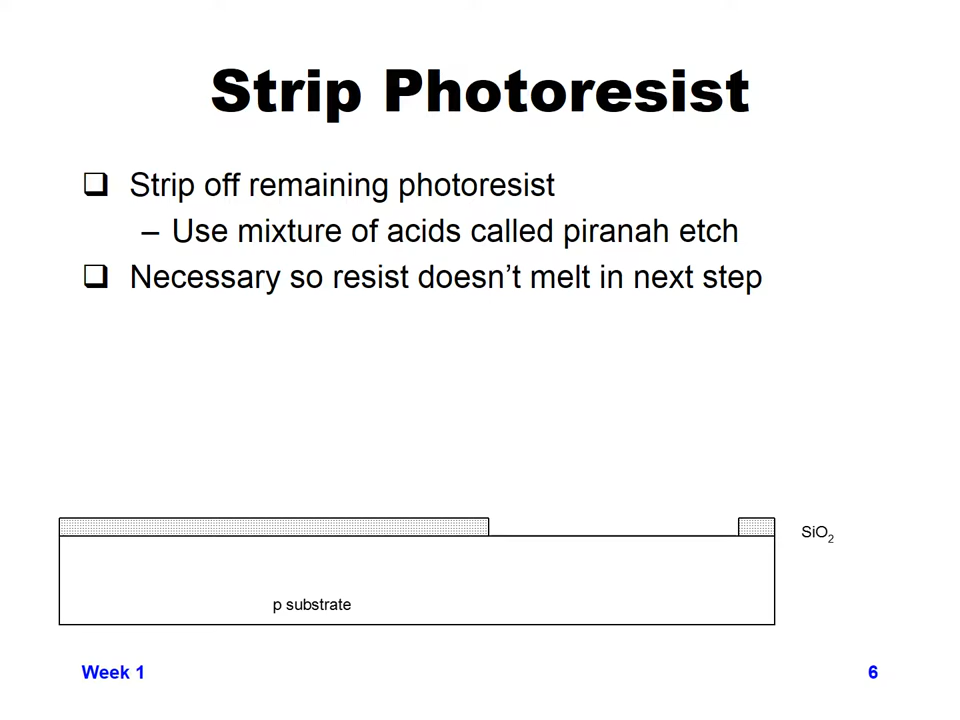 Strip Photoresist
❑ Strip off remaining photoresist
– Use mixture of acids called piranah etch
❑ Necessary so resist doesn’t melt in next step
SiO₂
p substrate
Week 1
6